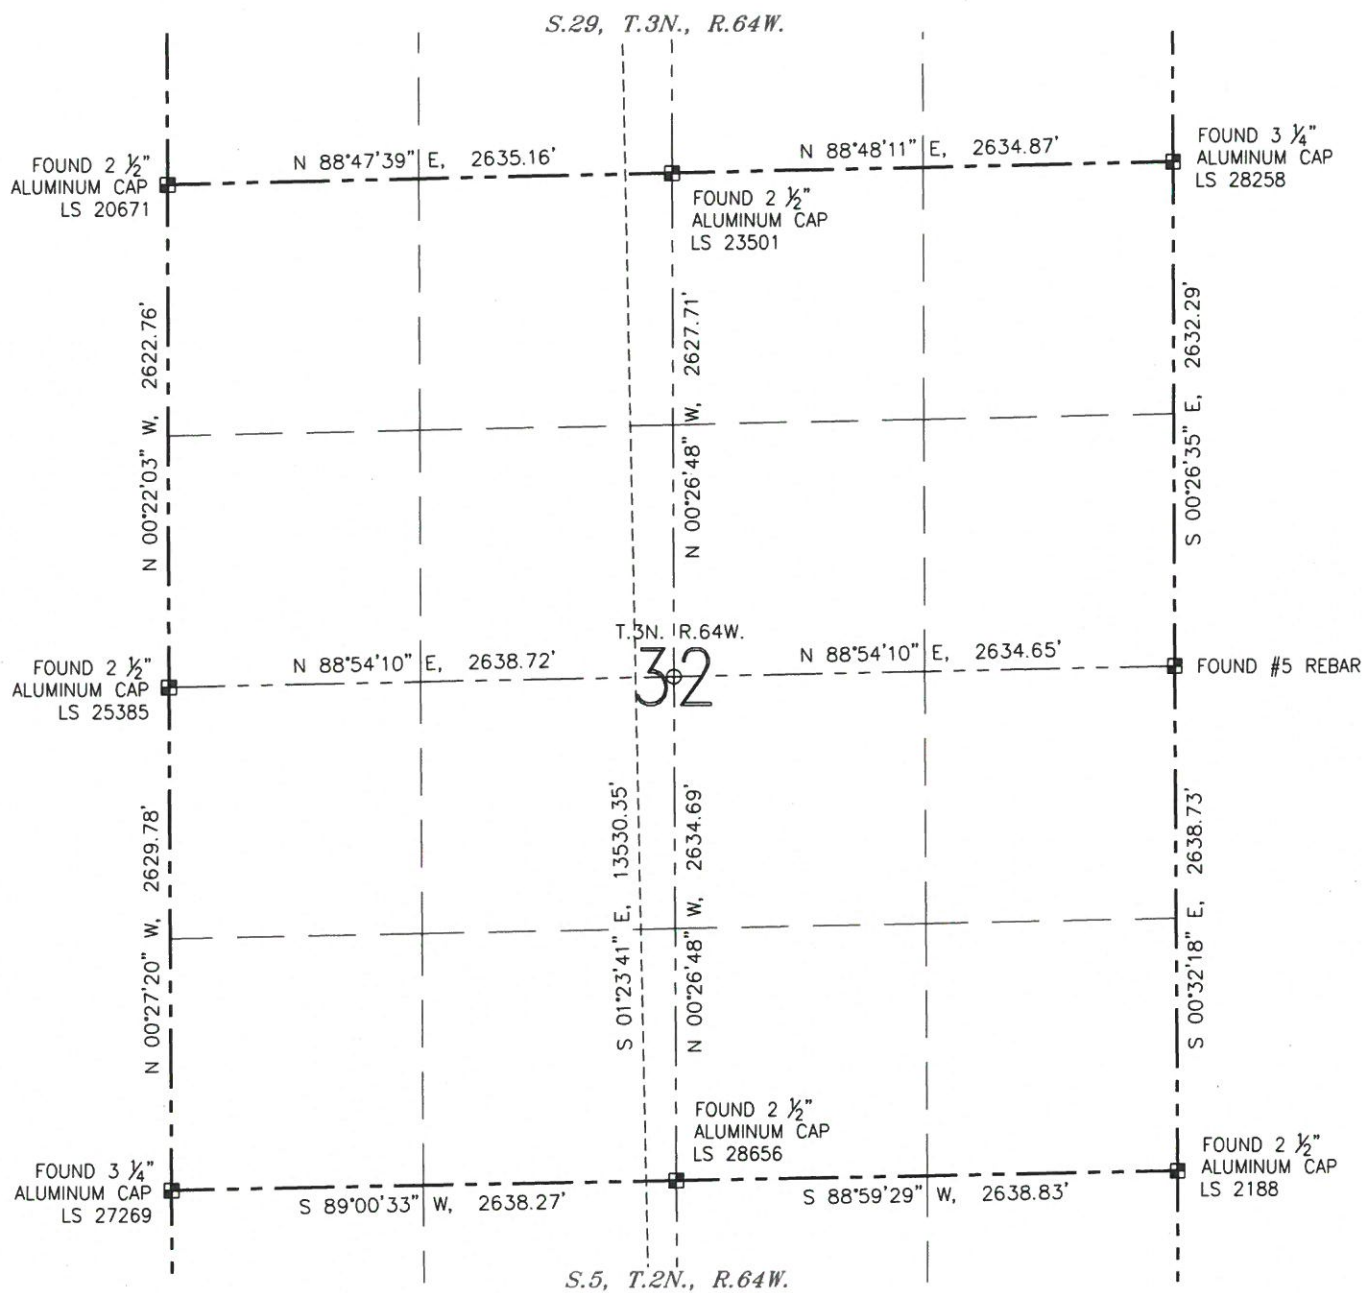 S.29, T.3N., R.64W.
FOUND 2 ½"
ALUMINUM CAP
LS 20671
N 88°47'39" E, 2635.16'
N 88°48'11" E, 2634.87'
FOUND 3 ¼"
ALUMINUM CAP
LS 28258
FOUND 2 ½"
ALUMINUM CAP
LS 23501
N 00°22'03" W, 2622.76'
N 00°26'48" W, 2627.71'
S 00°26'35" E, 2632.29'
T.3N. R.64W.
32
FOUND 2 ½"
ALUMINUM CAP
LS 25385
N 88°54'10" E, 2638.72'
N 88°54'10" E, 2634.65'
FOUND #5 REBAR
N 00°27'20" W, 2629.78'
S 01°23'41" E, 13530.35'
N 00°26'48" W, 2634.69'
S 00°32'18" E, 2638.73'
FOUND 2 ½"
ALUMINUM CAP
LS 28656
FOUND 3 ¼"
ALUMINUM CAP
LS 27269
S 89°00'33" W, 2638.27'
S 88°59'29" W, 2638.83'
FOUND 2 ½"
ALUMINUM CAP
LS 2188
S.5, T.2N., R.64W.